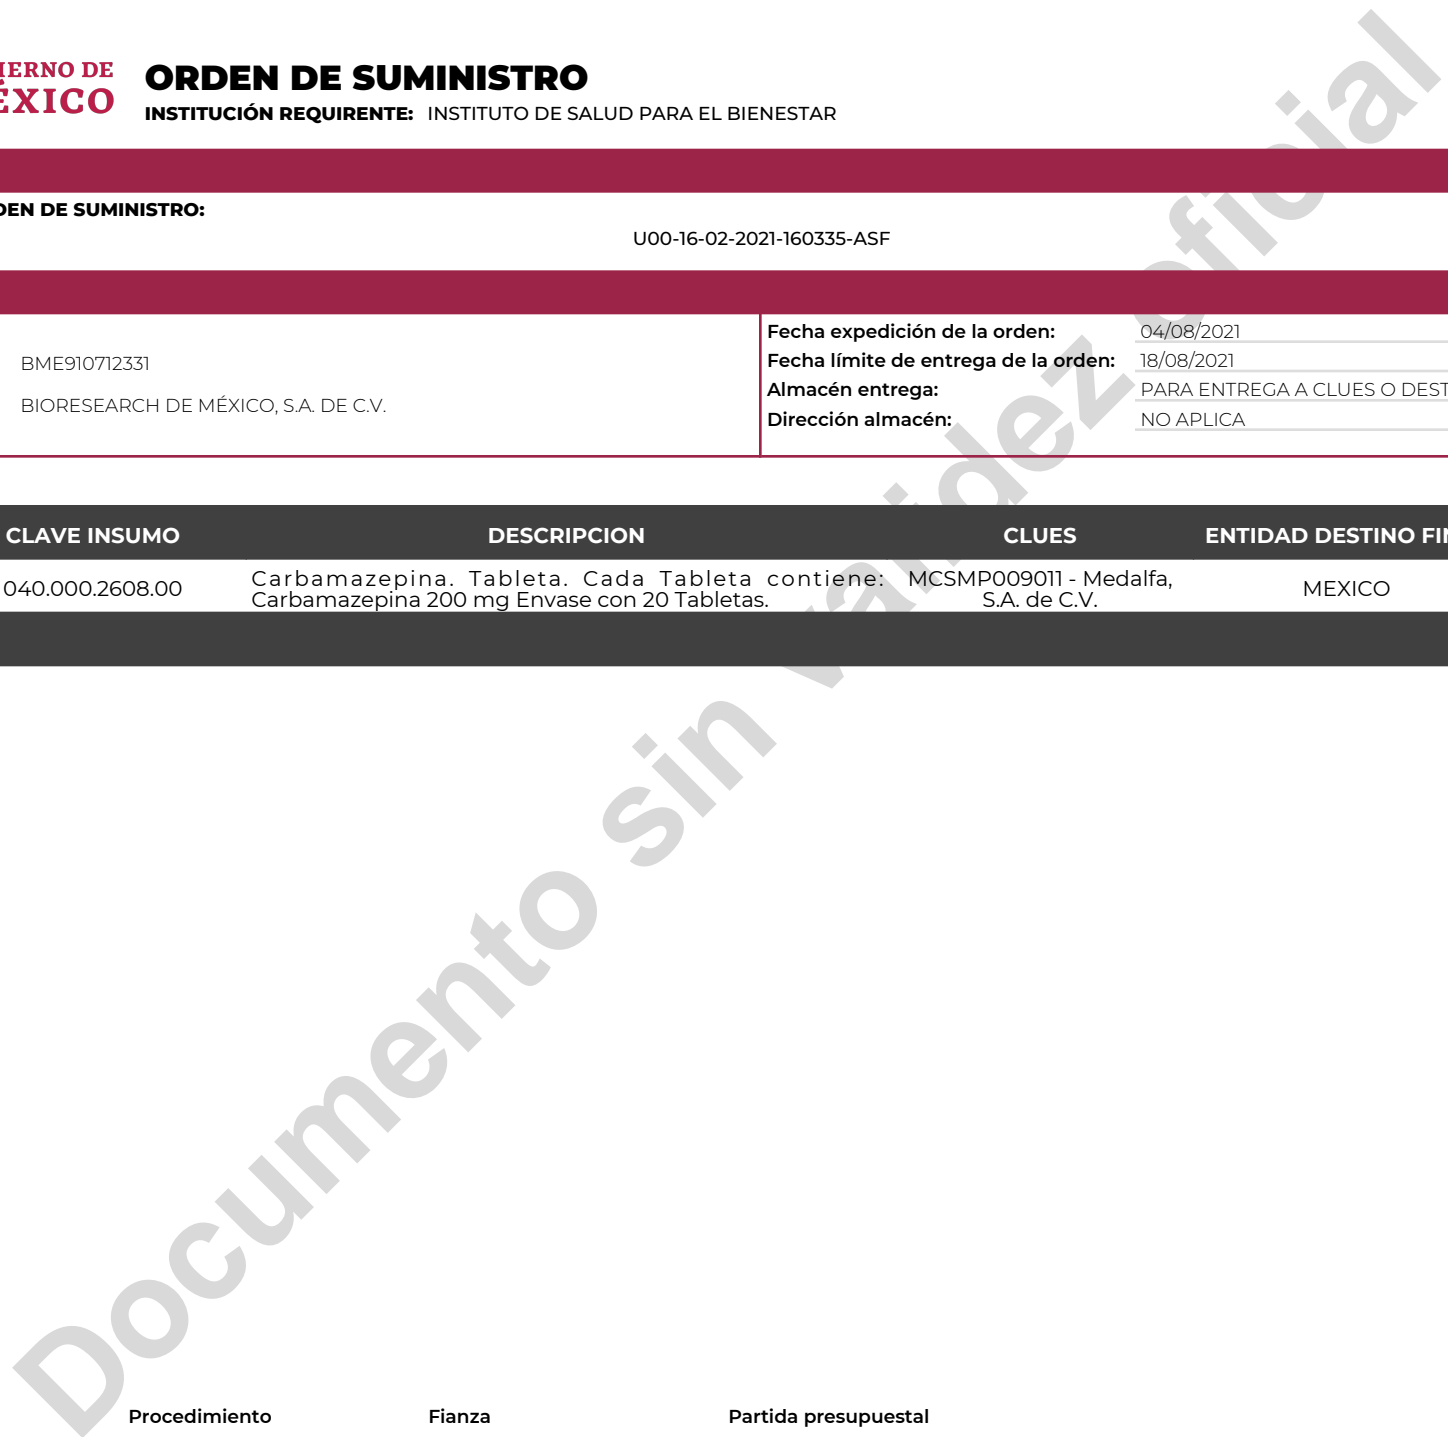 IERNO DE
ÉXICO
ORDEN DE SUMINISTRO
INSTITUCIÓN REQUIRENTE: INSTITUTO DE SALUD PARA EL BIENESTAR
DEN DE SUMINISTRO:
U00-16-02-2021-160335-ASF
BME910712331
BIORESEARCH DE MÉXICO, S.A. DE C.V.
Fecha expedición de la orden: 04/08/2021
Fecha límite de entrega de la orden: 18/08/2021
Almacén entrega: PARA ENTREGA A CLUES O DEST
Dirección almacén: NO APLICA
CLAVE INSUMO DESCRIPCION CLUES ENTIDAD DESTINO FIN
040.000.2608.00
Carbamazepina. Tableta. Cada Tableta contiene:
Carbamazepina 200 mg Envase con 20 Tabletas.
MCSMP009011 - Medalfa,
S.A. de C.V.
MEXICO
Documento sin validez oficial
Procedimiento Fianza Partida presupuestal